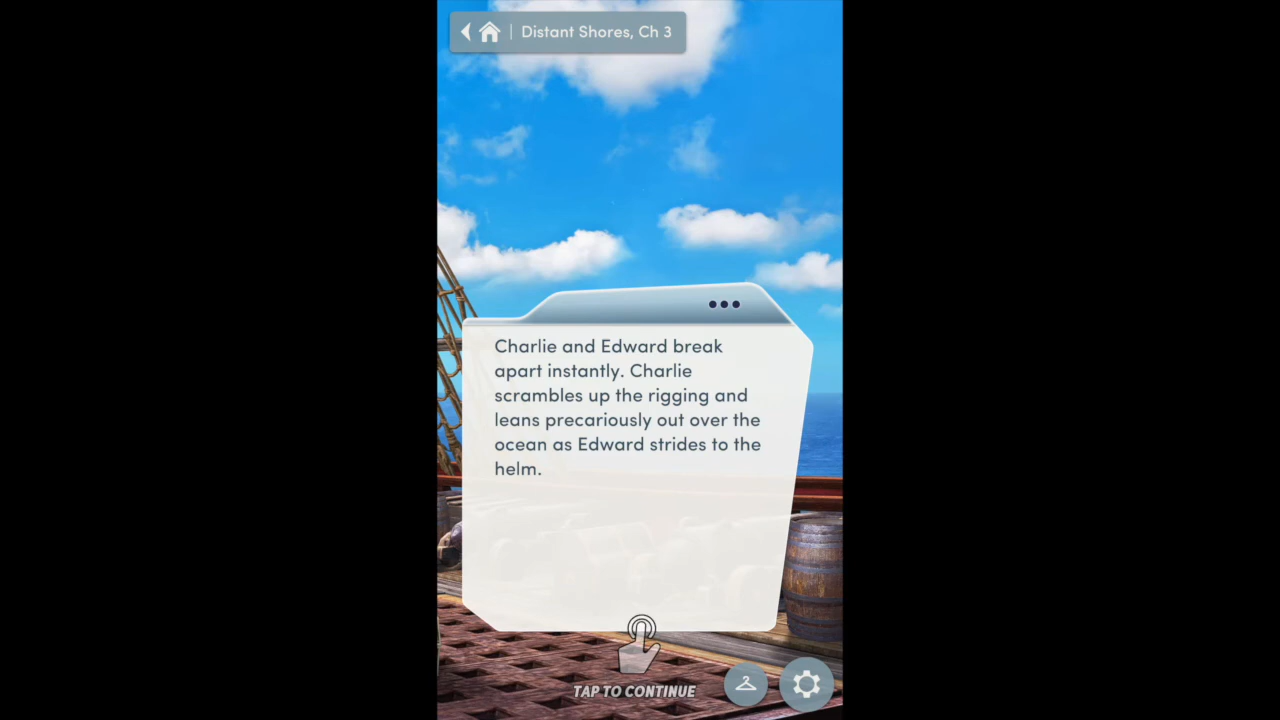 Distant Shores, Ch 3
Charlie and Edward break
apart instantly. Charlie
scrambles up the rigging and
leans precariously out over the
ocean as Edward strides to the
helm.
TAP TO CONTINUE